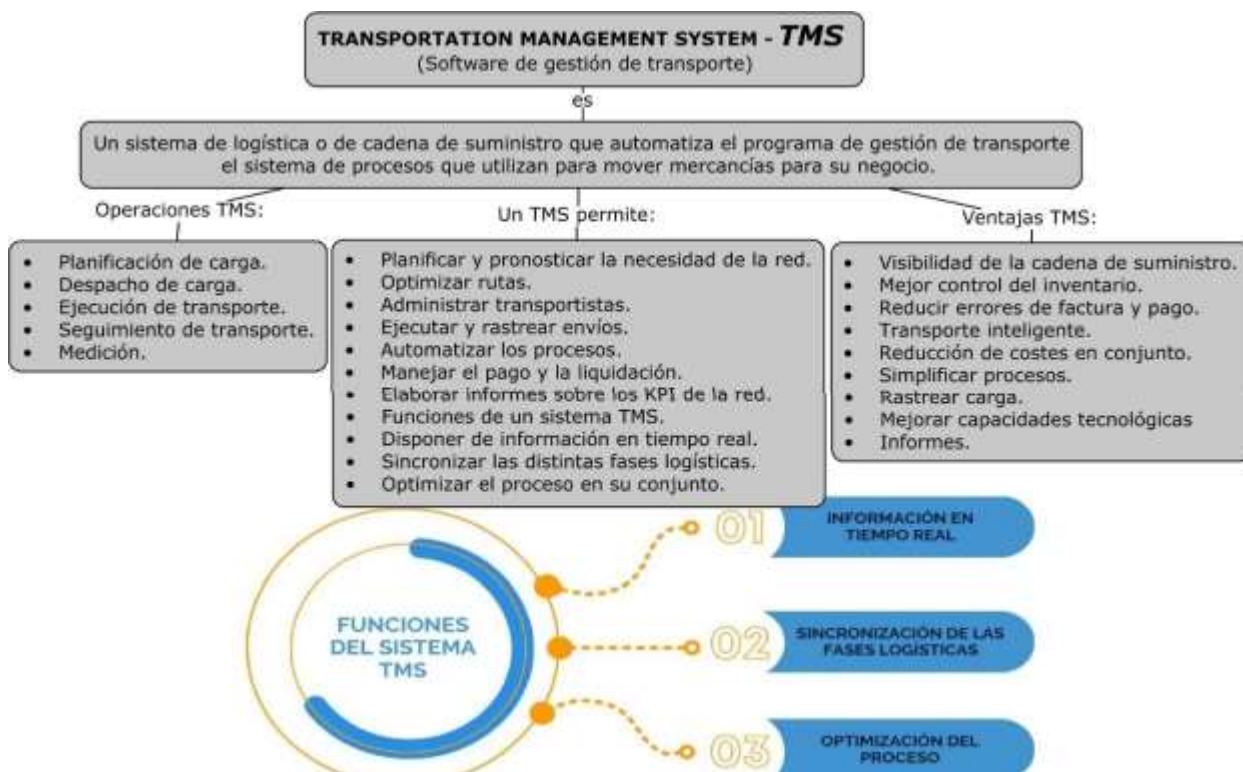 TRANSPORTATION MANAGEMENT SYSTEM - TMS
(Software de gestión de transporte)
es
Un sistema de logística o de cadena de suministro que automatiza el programa de gestión de transporte
el sistema de procesos que utilizan para mover mercancías para su negocio.
Operaciones TMS:
• Planificación de carga.
• Despacho de carga.
• Ejecución de transporte.
• Seguimiento de transporte.
• Medición.
Un TMS permite:
• Planificar y pronosticar la necesidad de la red.
• Optimizar rutas.
• Administrar transportistas.
• Ejecutar y rastrear envíos.
• Automatizar los procesos.
• Manejar el pago y la liquidación.
• Elaborar informes sobre los KPI de la red.
• Funciones de un sistema TMS.
• Disponer de información en tiempo real.
• Sincronizar las distintas fases logísticas.
• Optimizar el proceso en su conjunto.
Ventajas TMS:
• Visibilidad de la cadena de suministro.
• Mejor control del inventario.
• Reducir errores de factura y pago.
• Transporte inteligente.
• Reducción de costes en conjunto.
• Simplificar procesos.
• Rastrear carga.
• Mejorar capacidades tecnológicas
• Informes.
FUNCIONES
DEL SISTEMA
TMS
01
INFORMACIÓN EN
TIEMPO REAL
02
SINCRONIZACIÓN DE LAS
FASES LOGÍSTICAS
03
OPTIMIZACIÓN DEL
PROCESO